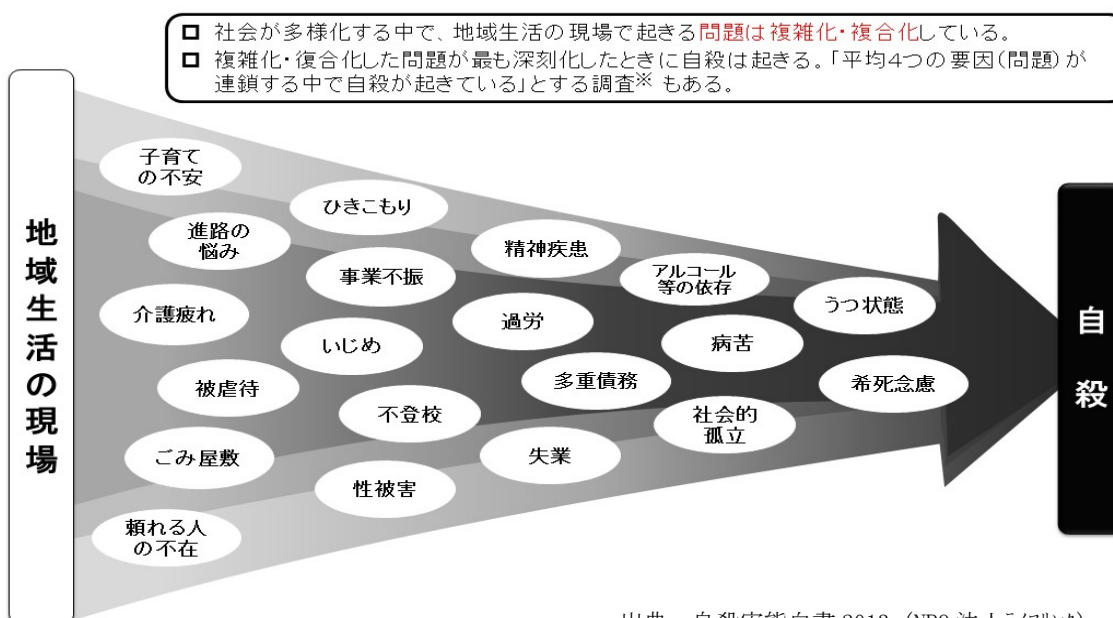 □ 社会が多様化する中で、地域生活の現場で起きる問題は複雑化・複合化している。
□ 複雑化・復合化した問題が最も深刻化したときに自殺は起きる。「平均4つの要因(問題)が
連鎖する中で自殺が起きている」とする調査※ もある。
地域生活の現場
子育て
の不安
ひきこもり
進路の
悩み
精神疾患
事業不振
アルコール
等の依存
うつ状態
介護疲れ
過労
いじめ
病苦
被虐待
多重債務
希死念慮
不登校
社会的
孤立
ごみ屋敷
失業
性被害
頼れる人
の不在
自殺